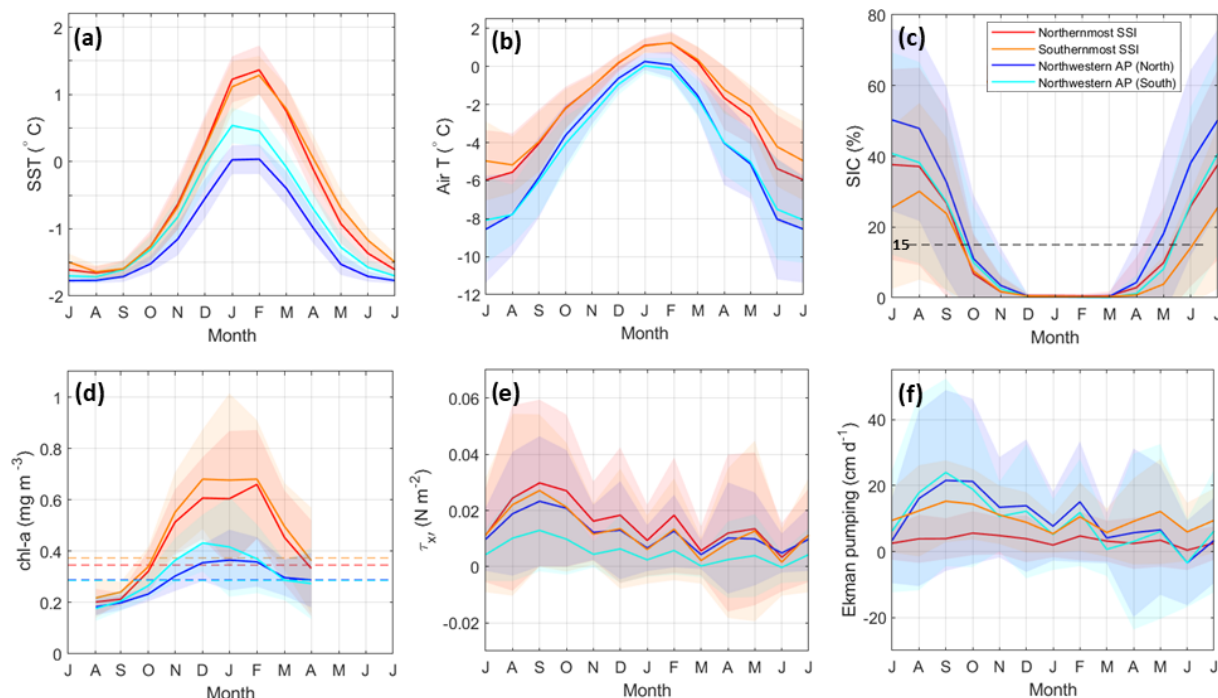 (a)
SST (° C)
2
1
0
-1
-2
J A S O N D J F M A M J J
Month
(b)
Air T (° C)
2
0
-2
-4
-6
-8
-10
-12
J A S O N D J F M A M J J
Month
(c)
SIC (%)
80
60
40
20
0
15
Northernmost SSI
Southernmost SSI
Northwestern AP (North)
Northwestern AP (South)
J A S O N D J F M A M J J
Month
(d)
chl-a (mg m -3)
1
0.8
0.6
0.4
0.2
0
J A S O N D J F M A M J J
Month
(e)
τx, (N m-2)
0.06
0.04
0.02
0
-0.02
J A S O N D J F M A M J J
Month
(f)
Ekman pumping (cm d-1)
40
20
0
-20
J A S O N D J F M A M J J
Month